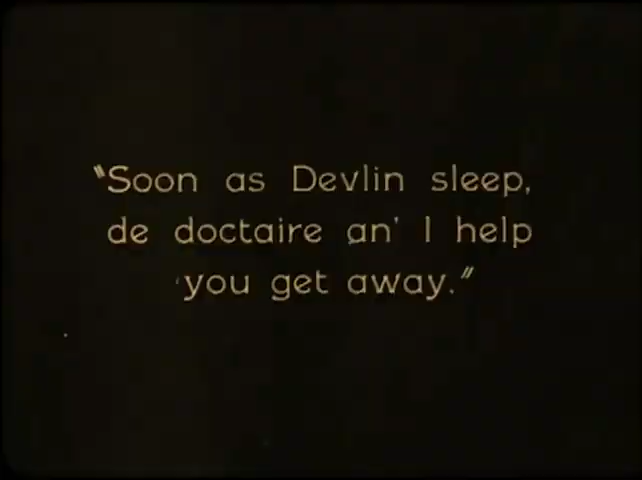 "Soon as Devlin sleep,
de doctaire an' I help
you get away."